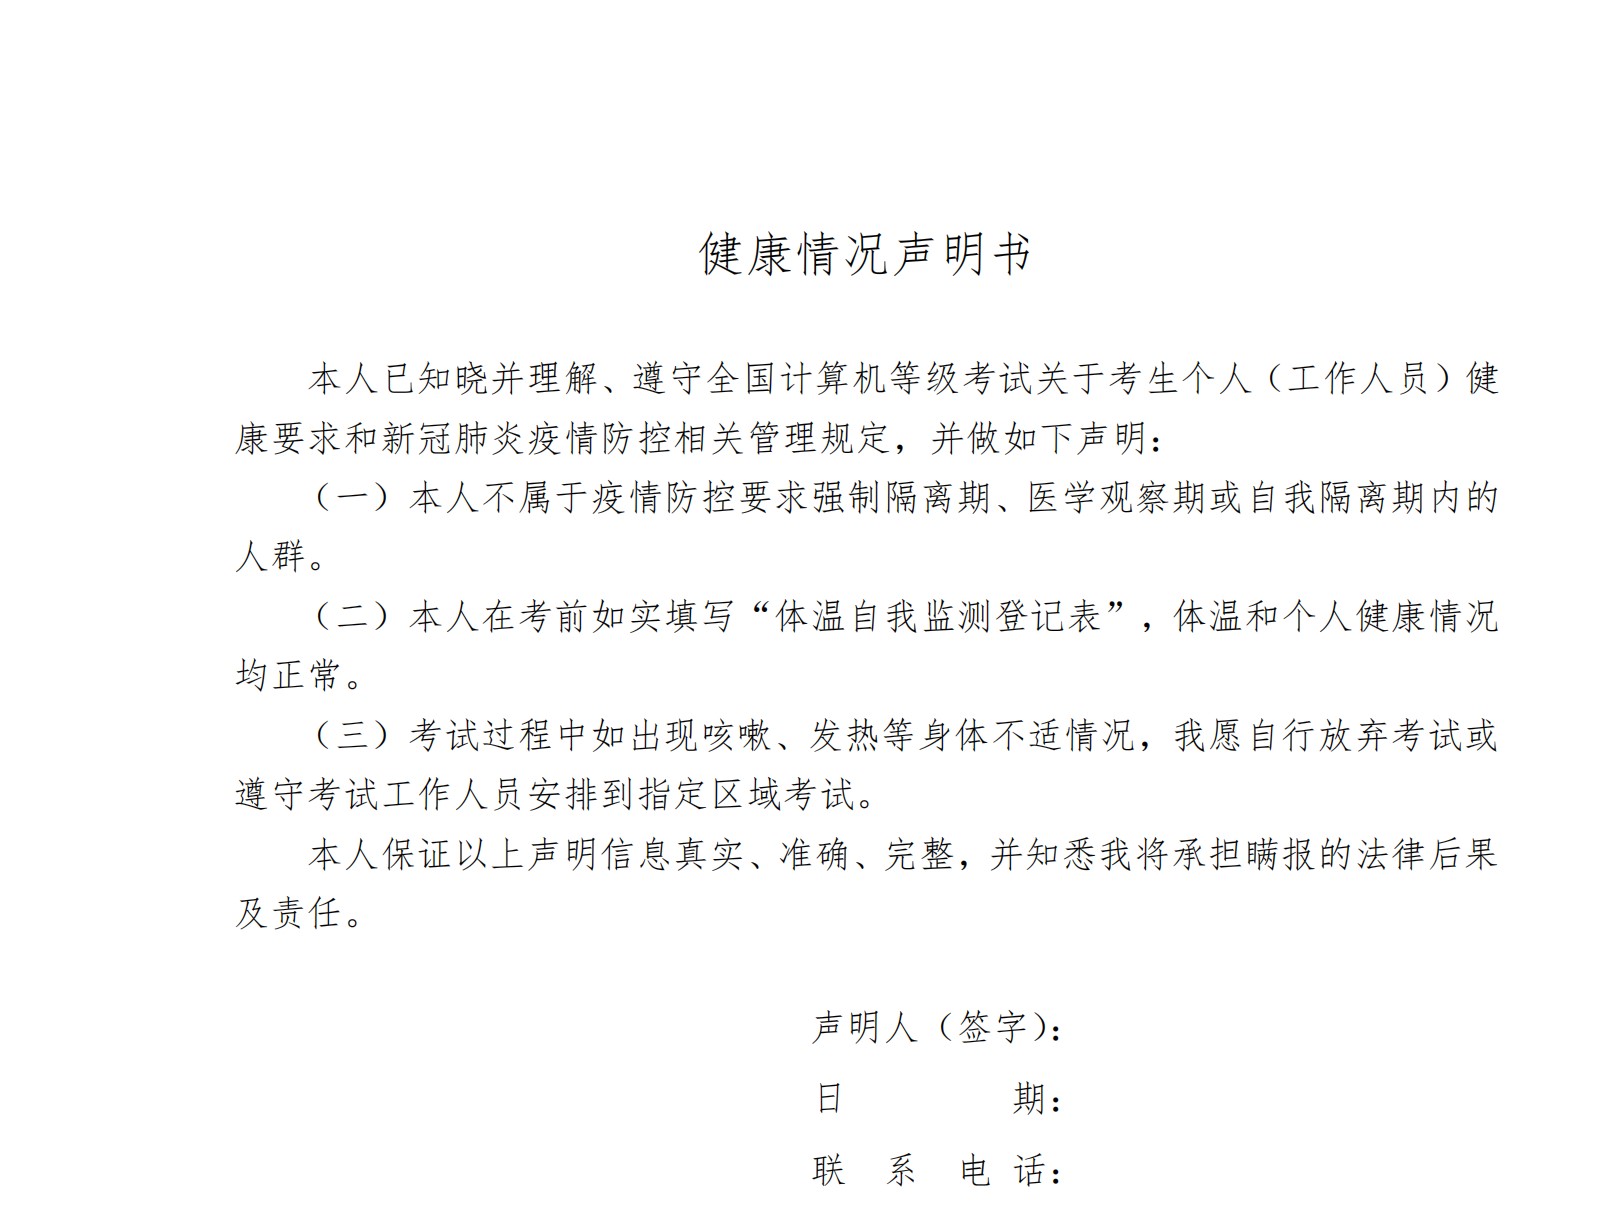 健康情况声明书
本人已知晓并理解、遵守全国计算机等级考试关于考生个人（工作人员）健
康要求和新冠肺炎疫情防控相关管理规定，并做如下声明：
（一）本人不属于疫情防控要求强制隔离期、医学观察期或自我隔离期内的
人群。
（二）本人在考前如实填写“体温自我监测登记表”，体温和个人健康情况
均正常。
（三）考试过程中如出现咳嗽、发热等身体不适情况，我愿自行放弃考试或
遵守考试工作人员安排到指定区域考试。
本人保证以上声明信息真实、准确、完整，并知悉我将承担瞒报的法律后果
及责任。
声明人（签字）：
日 期：
联 系 电 话：